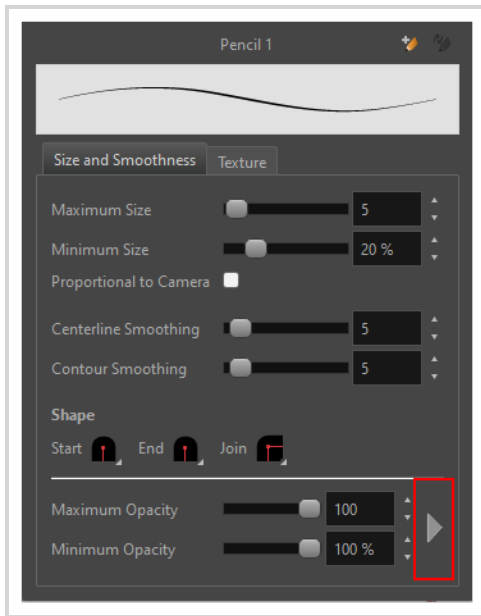 Pencil 1
Size and Smoothness Texture
Maximum Size 5
Minimum Size 20 %
Proportional to Camera
Centerline Smoothing 5
Contour Smoothing 5
Shape
Start End Join
Maximum Opacity 100
Minimum Opacity 100 %